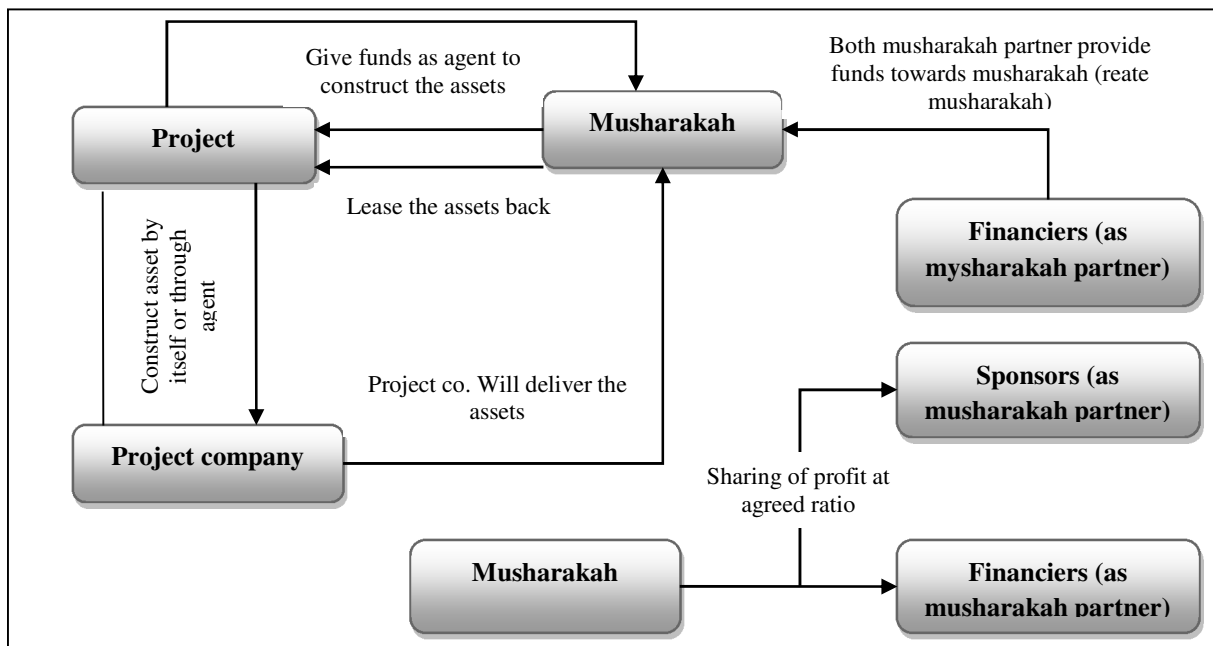 Give funds as agent to
construct the assets
Both musharakah partner provide
funds towards musharakah (reate
musharakah)
Project
Musharakah
Lease the assets back
Financiers (as
mysharakah partner)
Construct asset by
itself or through
agent
Sponsors (as
musharakah partner)
Project co. Will deliver the
assets
Project company
Sharing of profit at
agreed ratio
Musharakah
Financiers (as
musharakah partner)